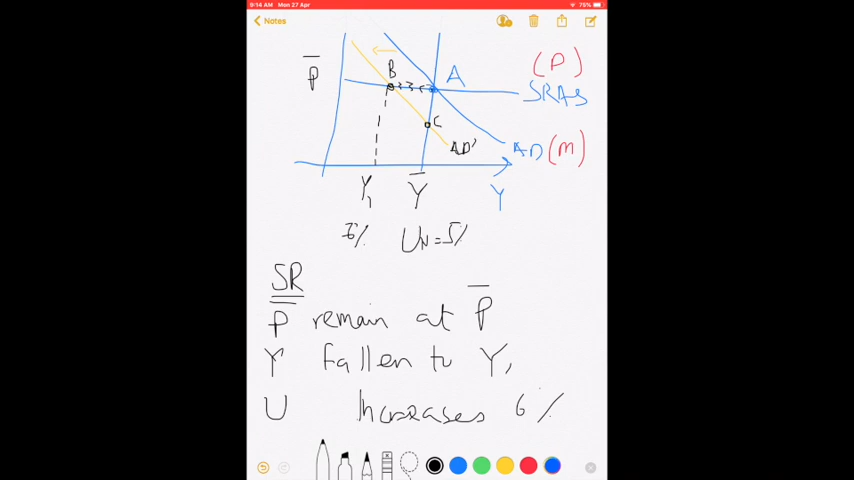 9:14 AM Mon 27 Apr
75%
Notes
P
B
A
(P)
SRAS
C
AD'
AD (M)
Y₁
Y
Y
6% UN=5%
SR
P remain at P
Y Fallen to Y₁
U Increases 6%